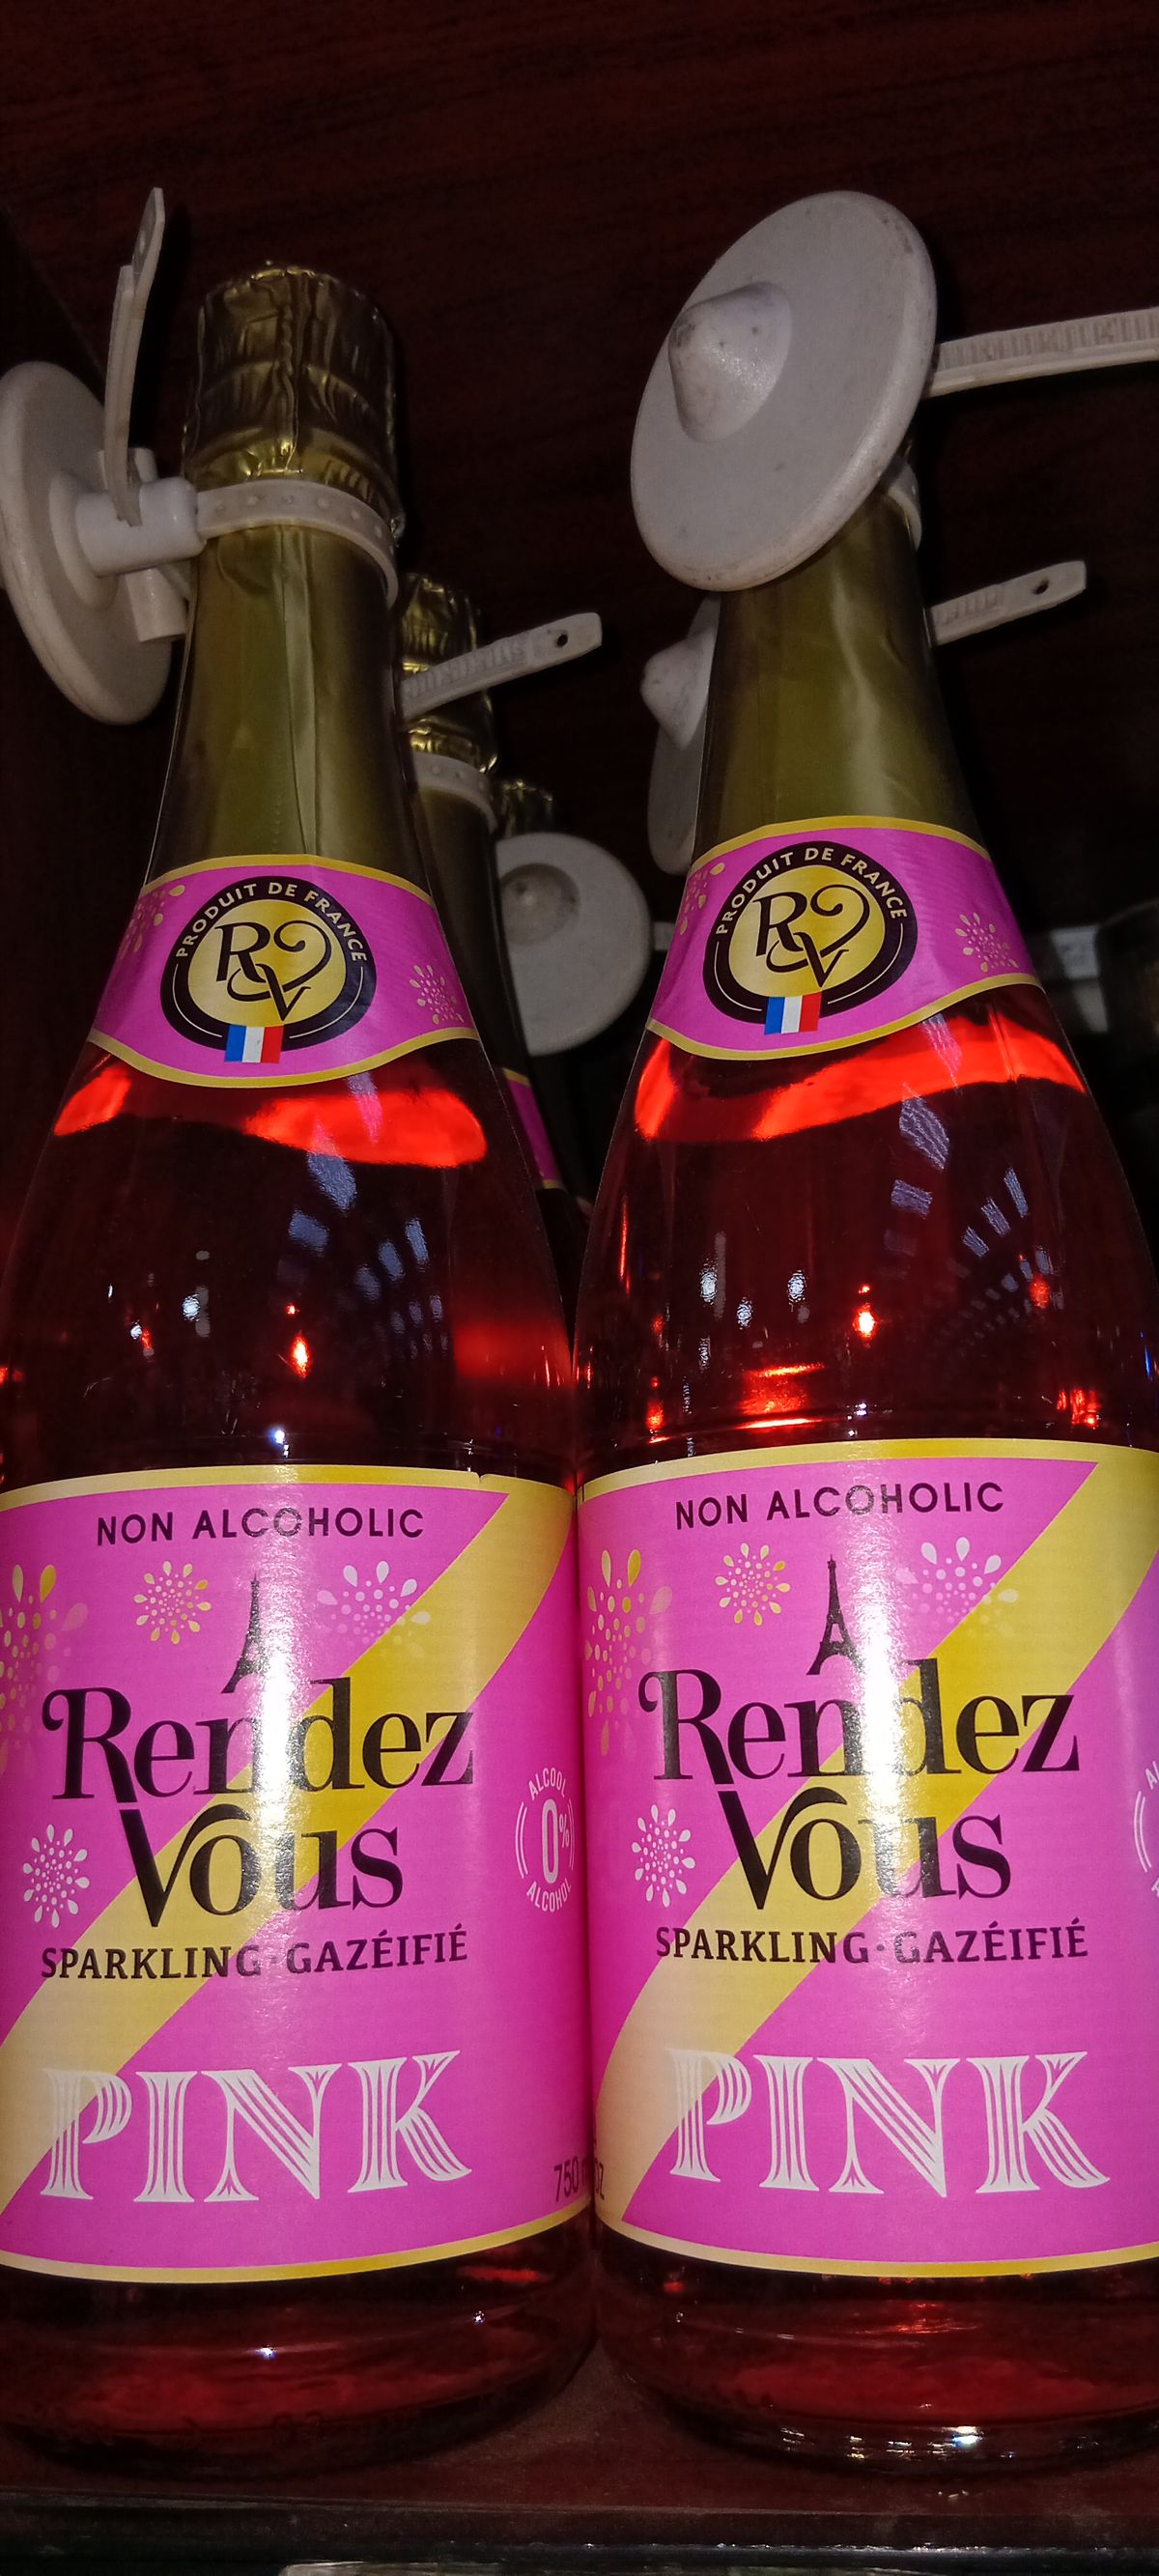 PRODUIT DE FRANCE
RV
NON ALCOHOLIC
Rendez
Vous
SPARKLING·GAZÉIFIÉ
PINK
ALCOOL
0%
ALCOHOL
750
PRODUIT DE FRANCE
RV
NON ALCOHOLIC
Rendez
Vous
SPARKLING·GAZÉIFIÉ
PINK